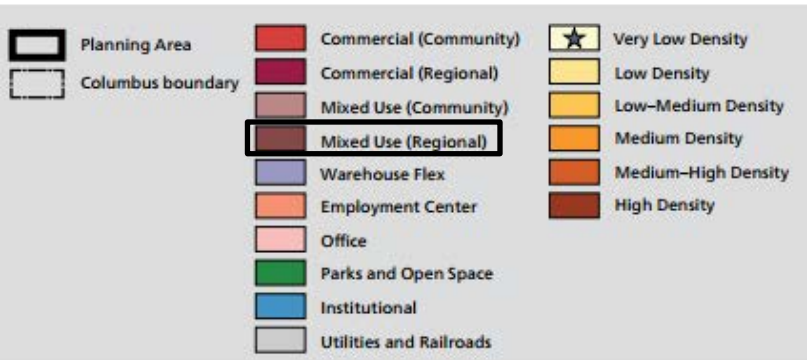 Planning Area
Columbus boundary
Commercial (Community)
Commercial (Regional)
Mixed Use (Community)
Mixed Use (Regional)
Warehouse Flex
Employment Center
Office
Parks and Open Space
Institutional
Utilities and Railroads
Very Low Density
Low Density
Low–Medium Density
Medium Density
Medium–High Density
High Density